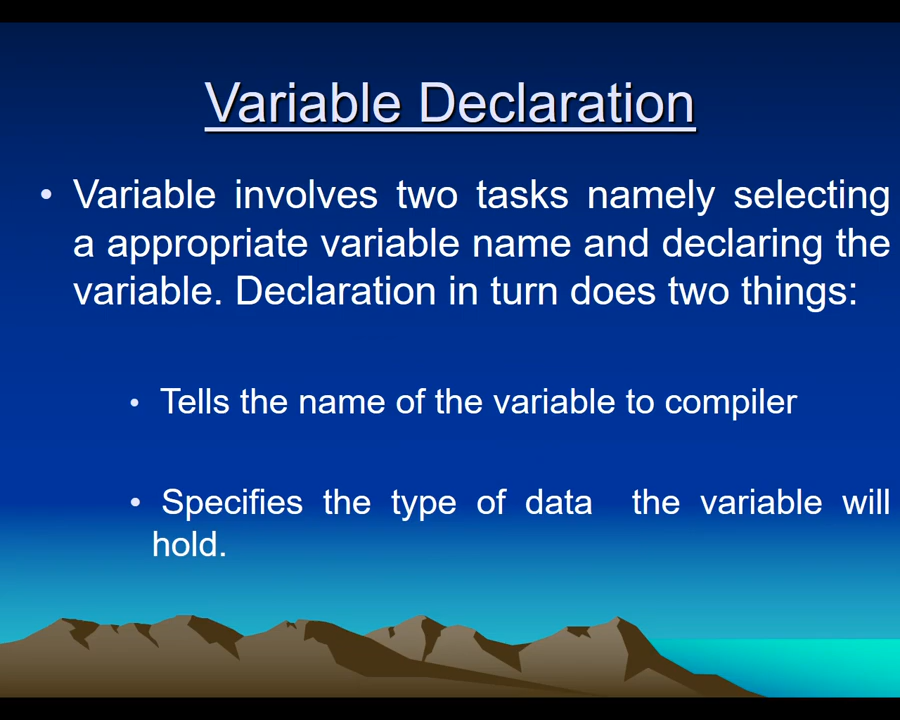 Variable Declaration
• Variable involves two tasks namely selecting
a appropriate variable name and declaring the
variable. Declaration in turn does two things:
• Tells the name of the variable to compiler
• Specifies the type of data the variable will
hold.